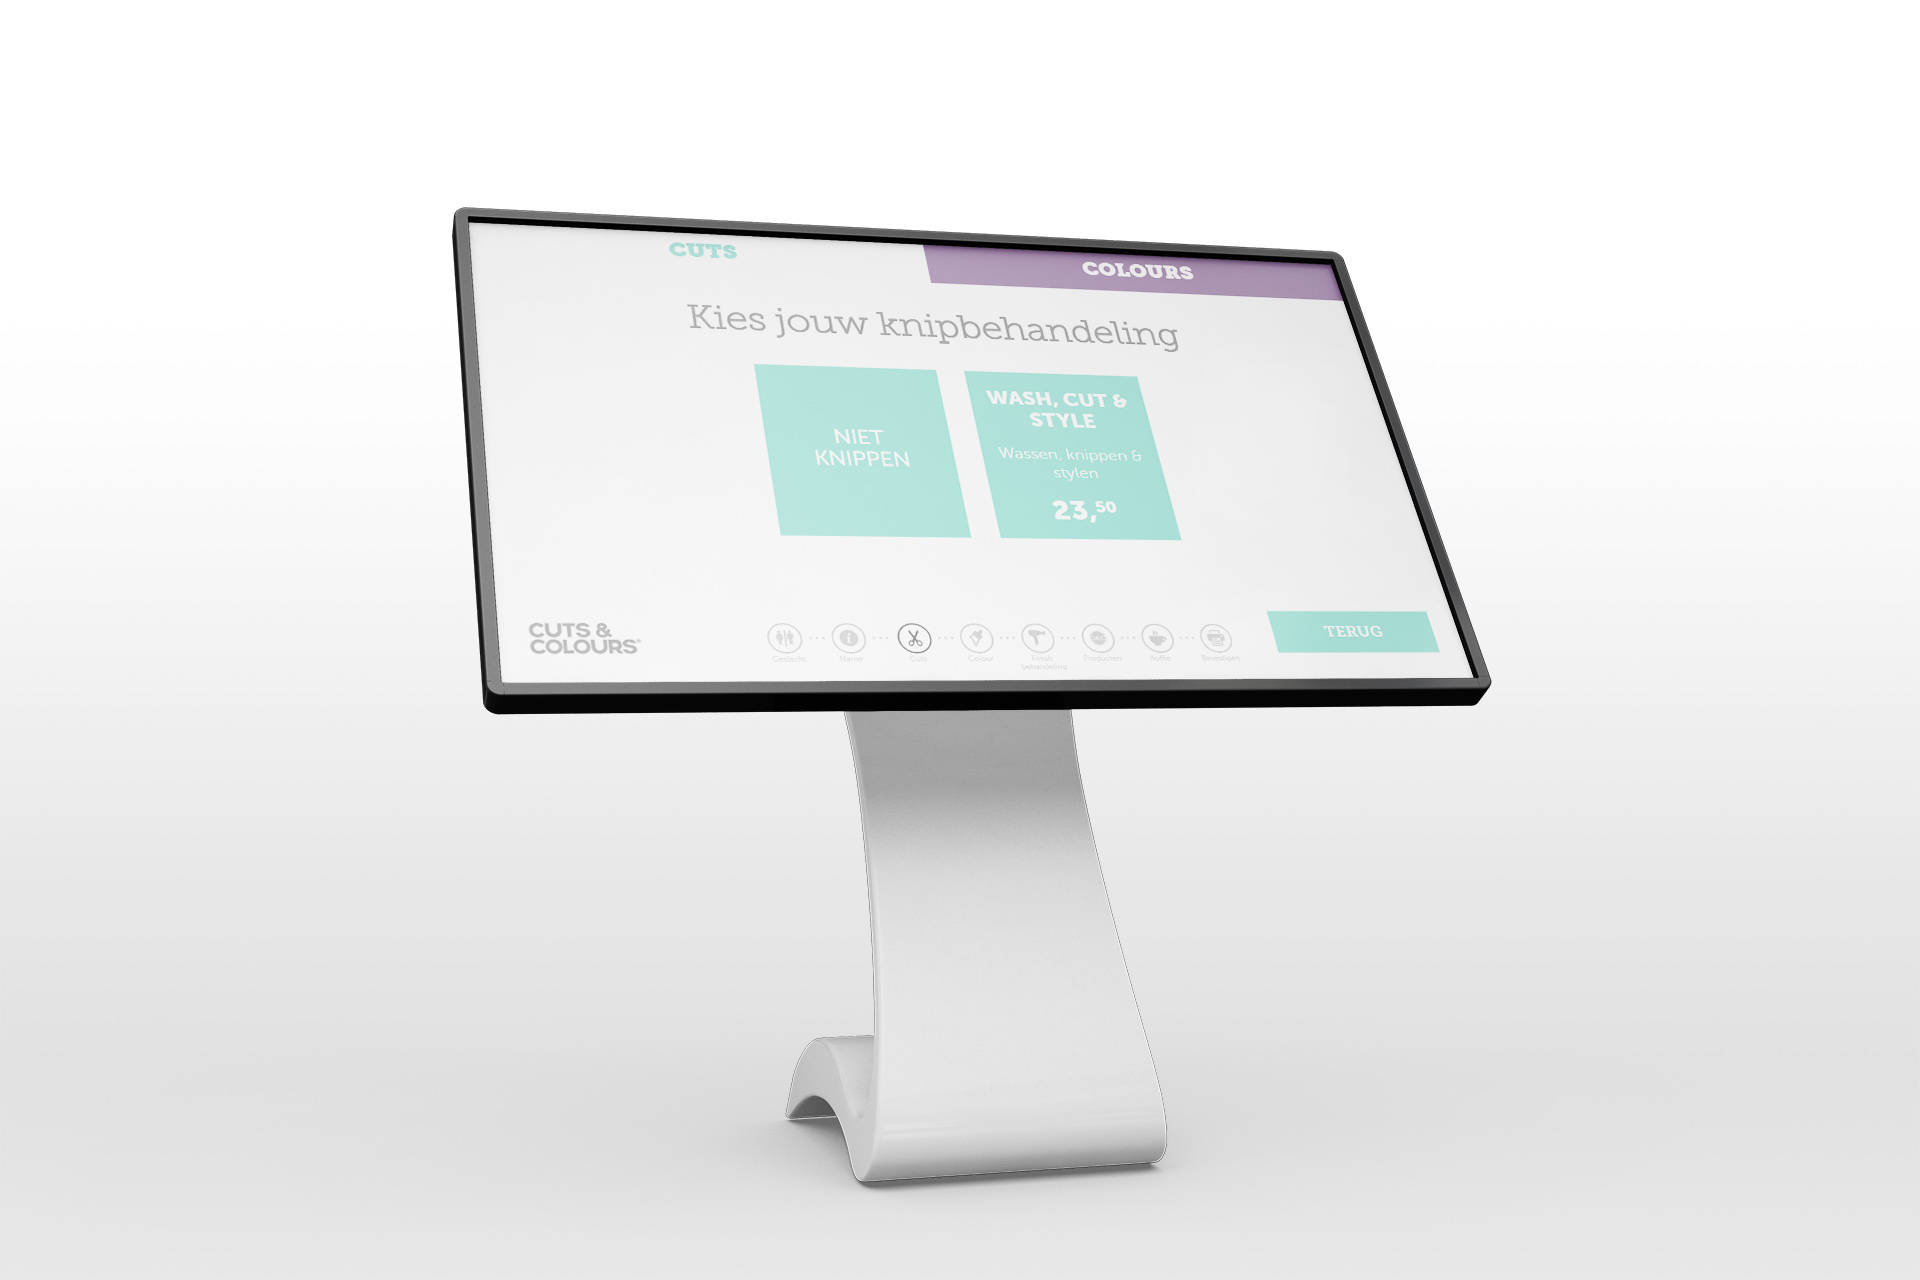 CUTS
COLOURS
Kies jouw knipbehandeling
NIET
KNIPPEN
WASH, CUT &
STYLE
Wassen, knippen &
stylen
23,50
CUTS &
COLOURS
Geslacht
Manier
Cuts
Colour
Finish
behandeling
Producten
Koffie
Bevestigen
TERUG